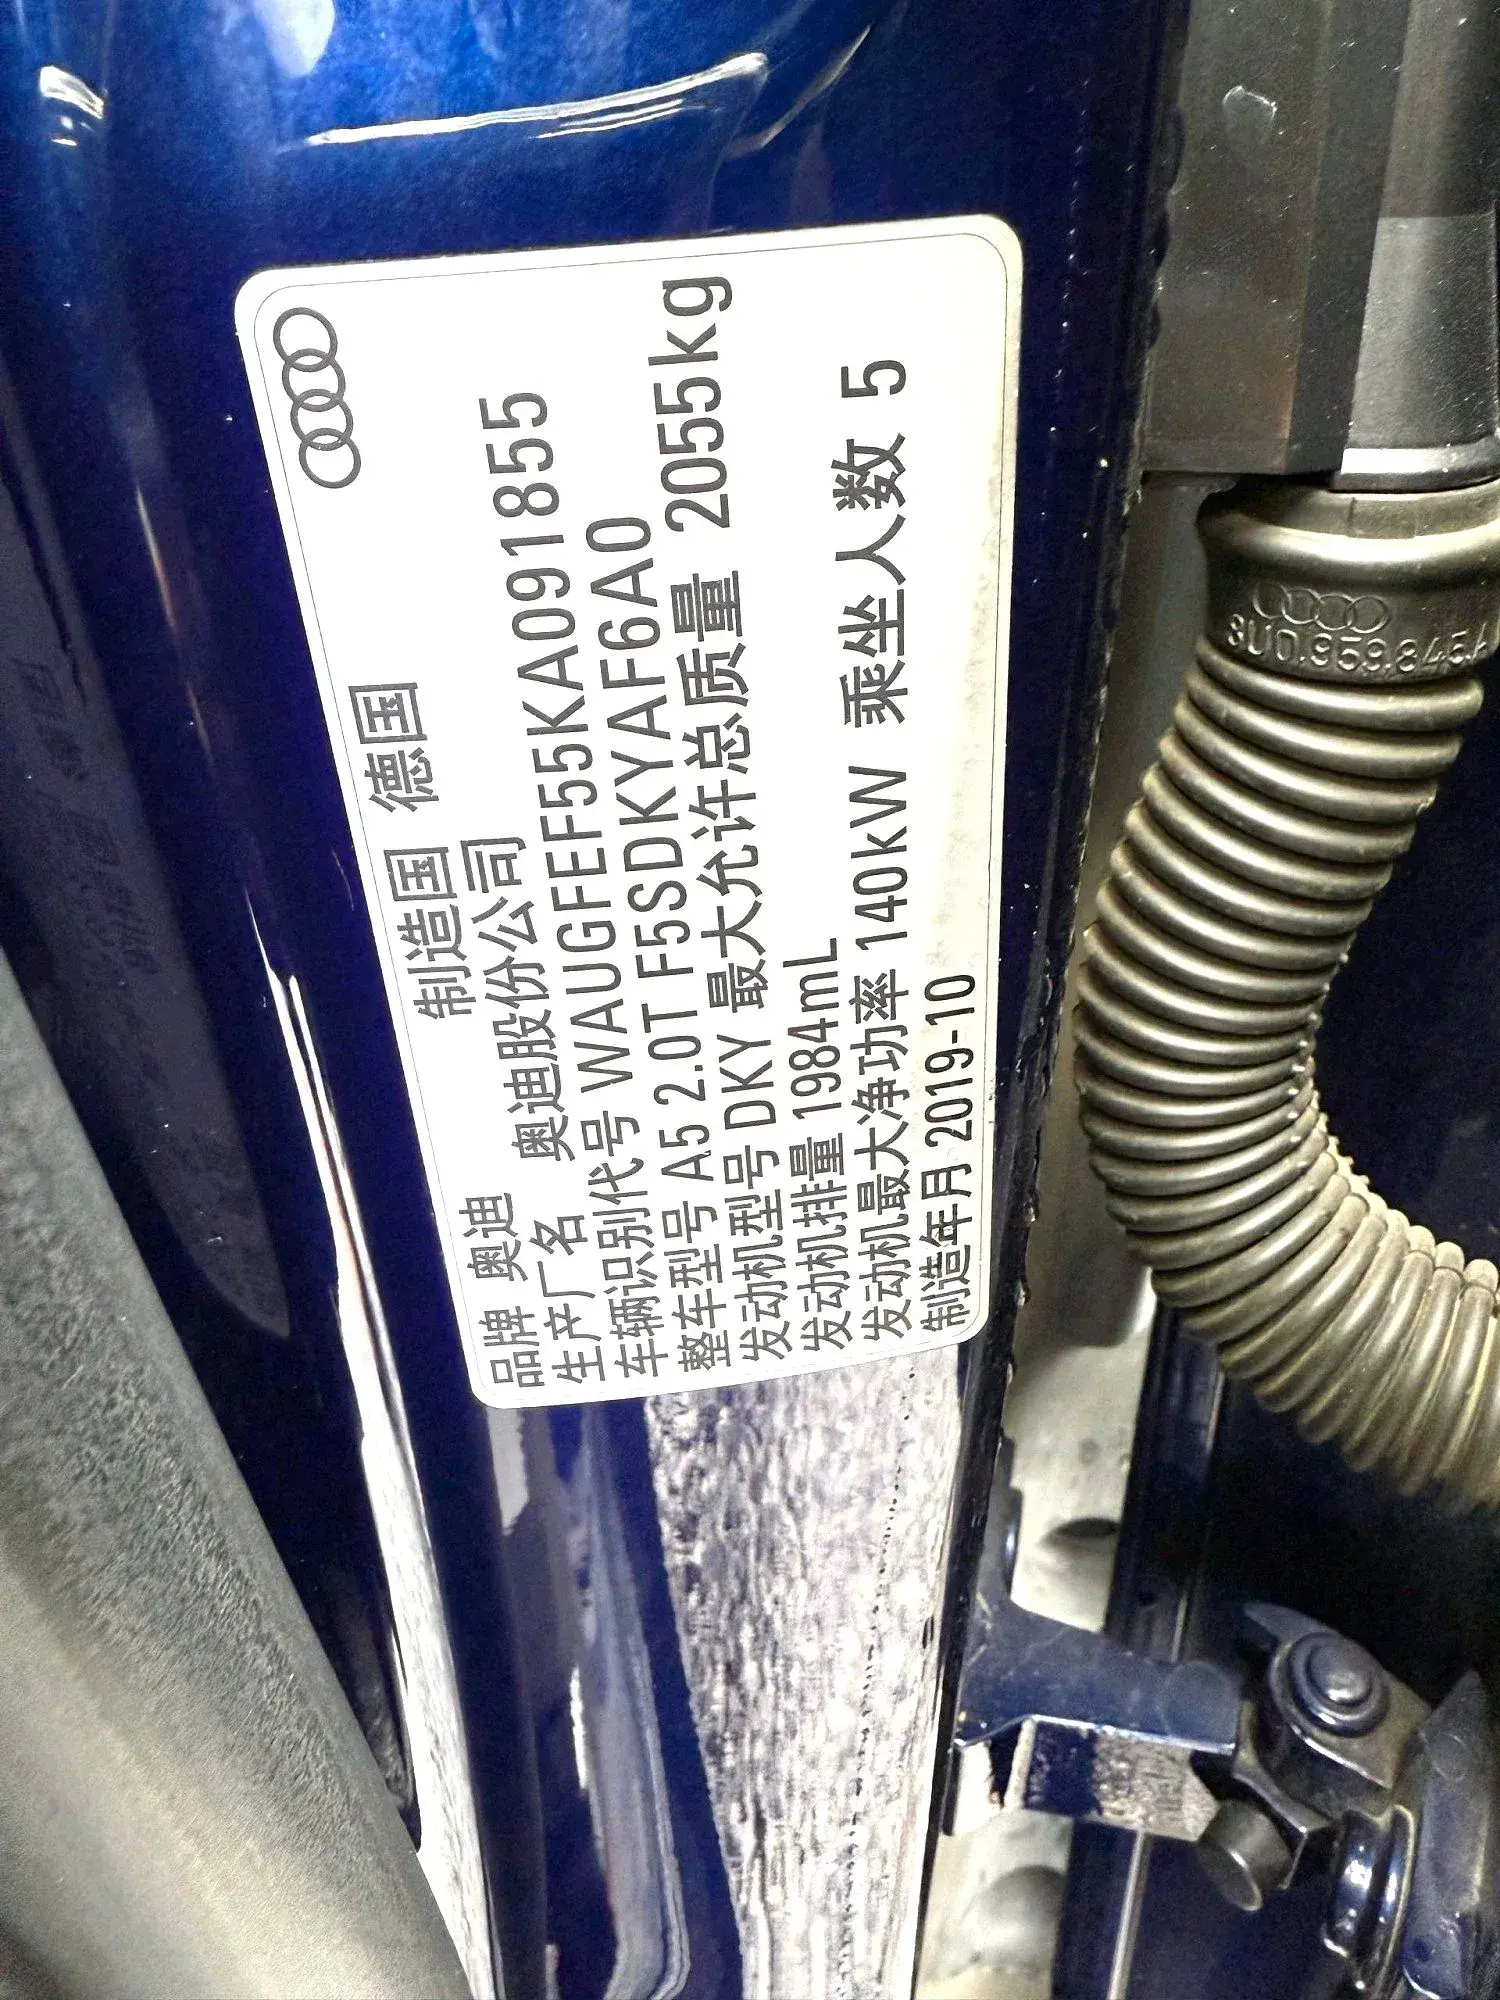 品牌 奥迪 制造国 德国
生产厂名 奥迪股份公司
车辆识别代号 WAUGFEF55KA091855
整车型号 A5 2.0T F5SDKYAF6A0
发动机型号 DKY 最大允许总质量 2055kg
发动机排量 1984mL
发动机最大净功率 140kW 乘坐人数 5
制造年月 2019-10
8U0.959.845.A